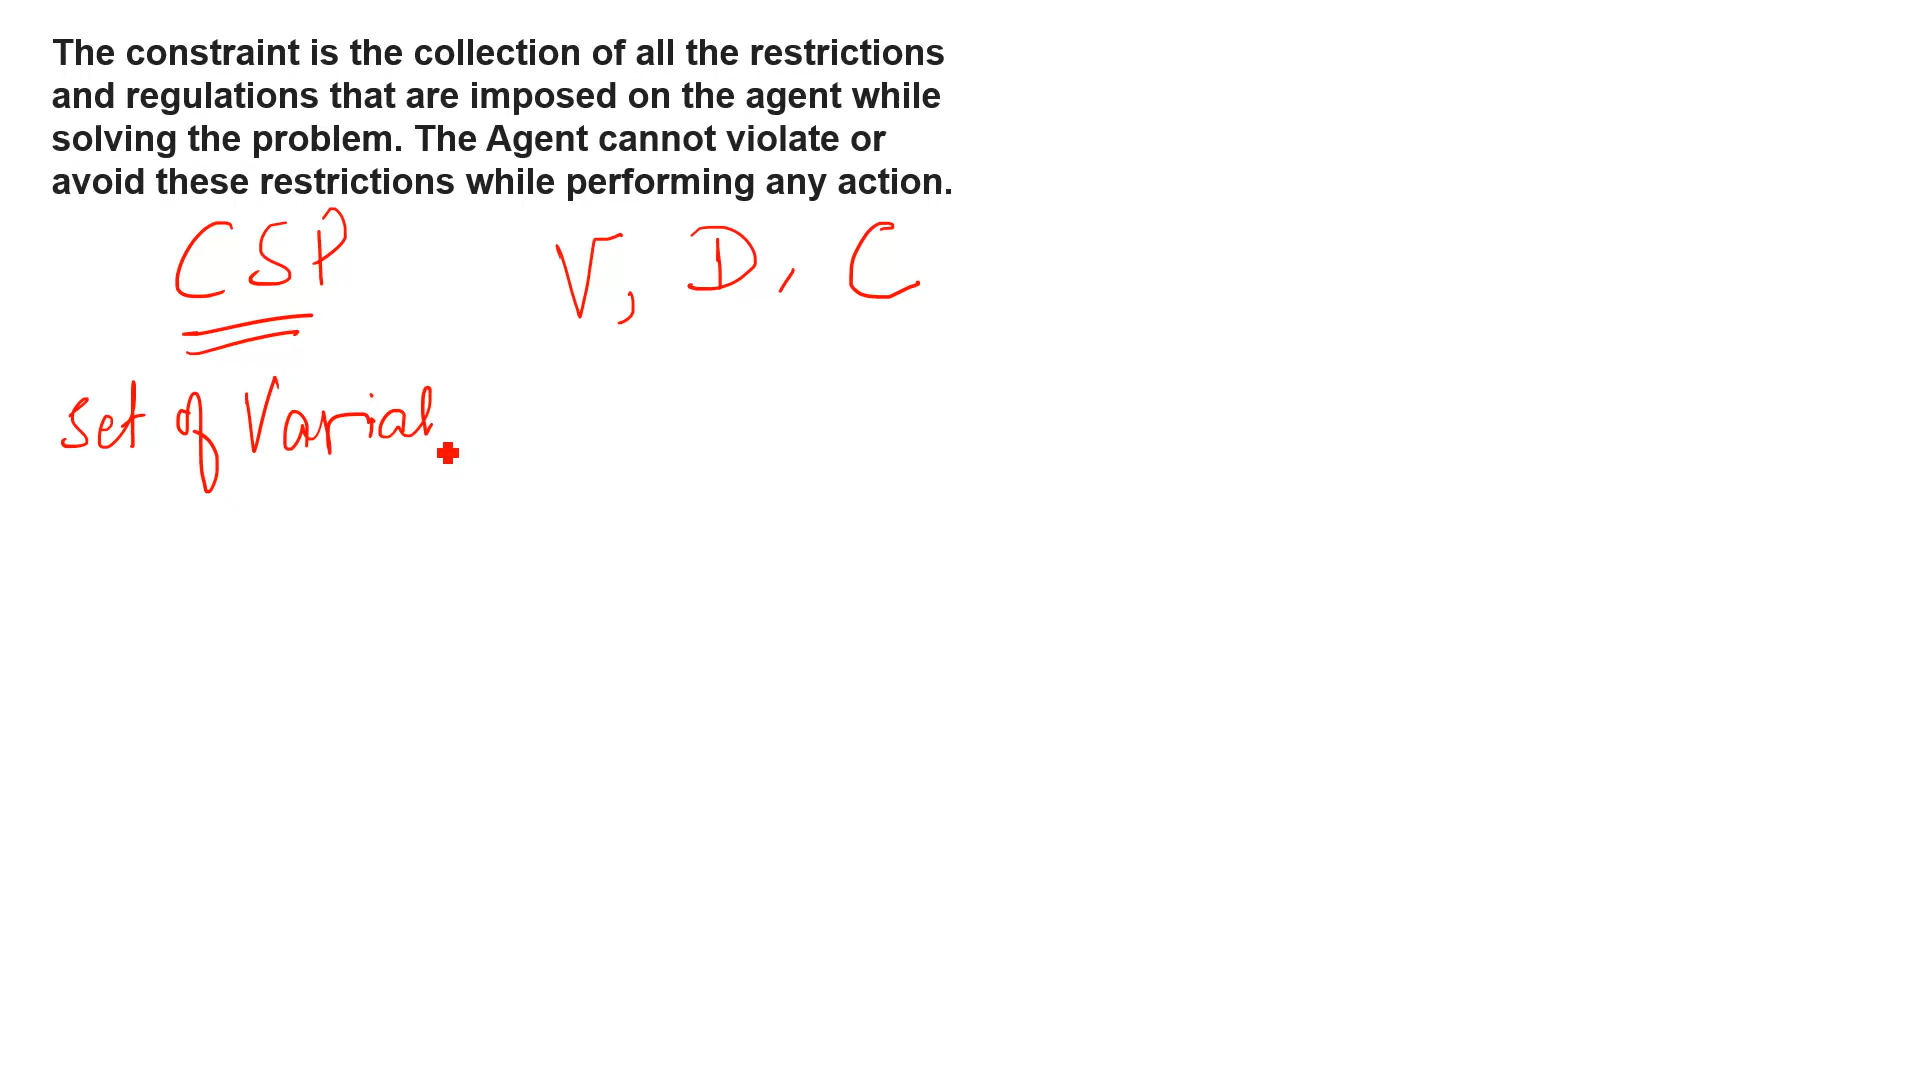 The constraint is the collection of all the restrictions
and regulations that are imposed on the agent while
solving the problem. The Agent cannot violate or
avoid these restrictions while performing any action.
CSP V, D, C
set of Variab